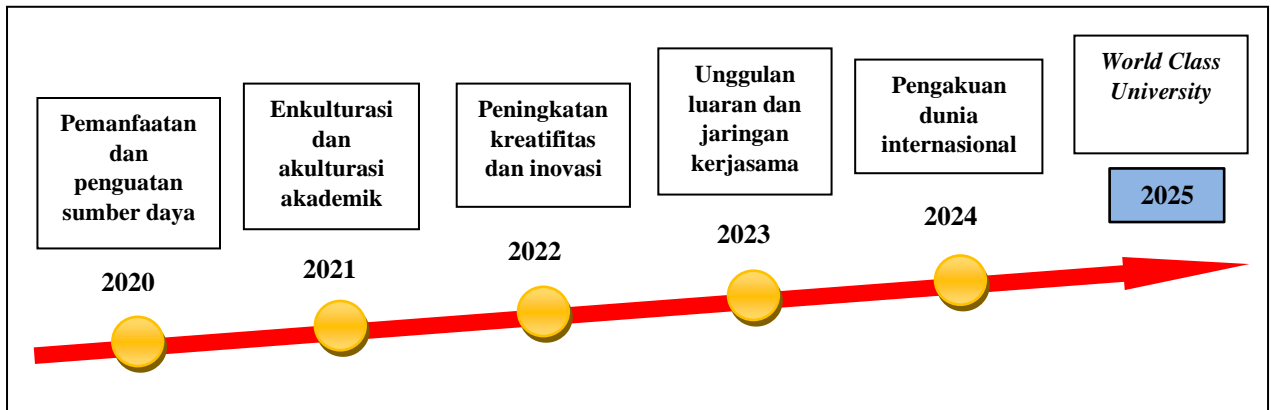 Pemanfaatan
dan
penguatan
sumber daya
2020
Enkulturasi
dan
akulturasi
akademik
2021
Peningkatan
kreatifitas
dan inovasi
2022
Unggulan
luaran dan
jaringan
kerjasama
2023
Pengakuan
dunia
internasional
2024
World Class
University
2025